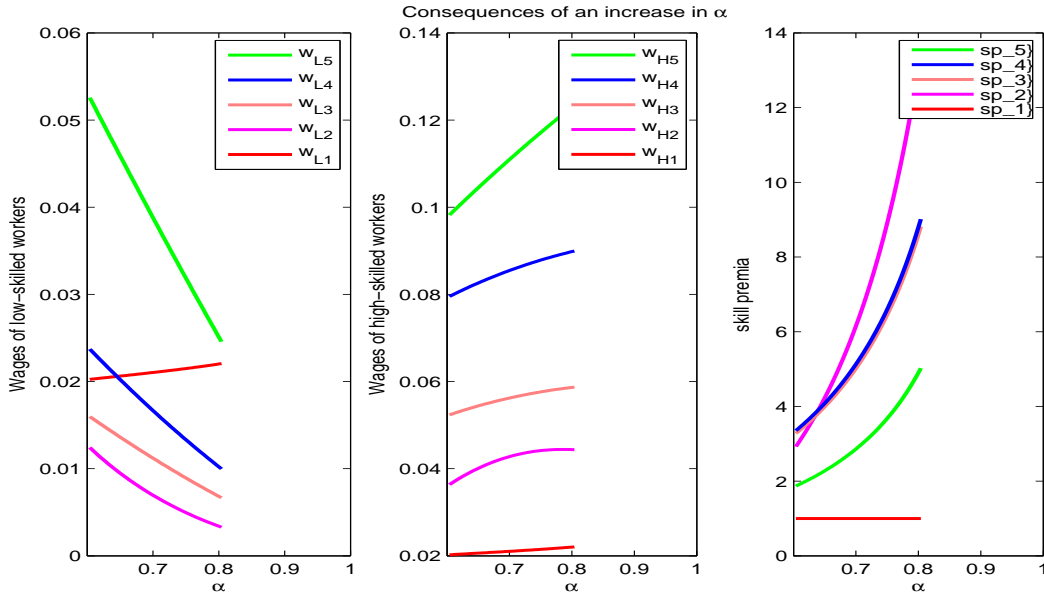 Consequences of an increase in α
Wages of low−skilled workers
0.06
0.05
0.04
0.03
0.02
0.01
0
0.7
0.8
0.9
1
α
w_L5
w_L4
w_L3
w_L2
w_L1
Wages of high−skilled workers
0.14
0.12
0.1
0.08
0.06
0.04
0.02
0.7
0.8
0.9
1
α
w_H5
w_H4
w_H3
w_H2
w_H1
skill premia
14
12
10
8
6
4
2
0
0.7
0.8
0.9
1
α
sp_5}
sp_4}
sp_3}
sp_2}
sp_1}